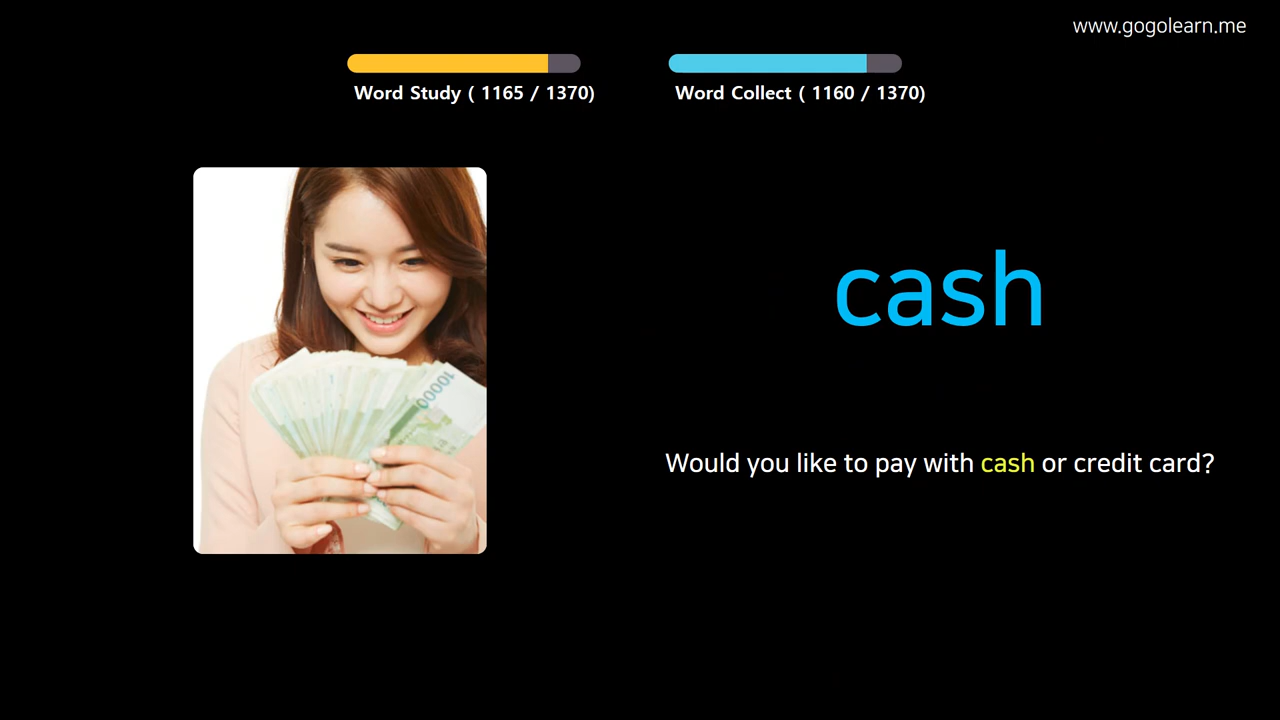 www.gogolearn.me
Word Study ( 1165 / 1370)
Word Collect ( 1160 / 1370)
cash
10000
Would you like to pay with cash or credit card?